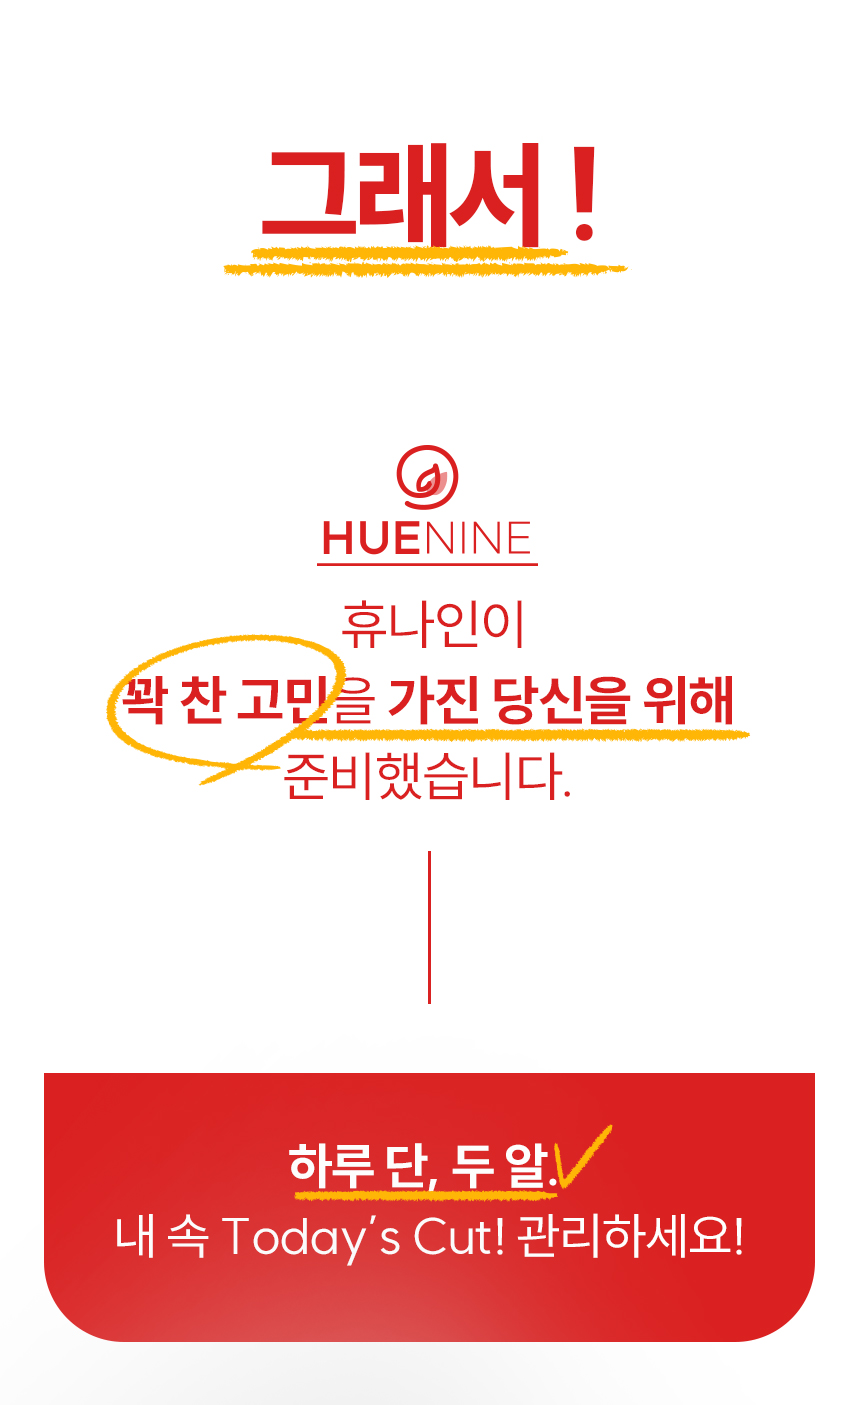 그래서!
HUENINE
휴나인이
꽉 찬 고민을 가진 당신을 위해
준비했습니다.
하루 단, 두 알.
내 속 Today's Cut! 관리하세요!